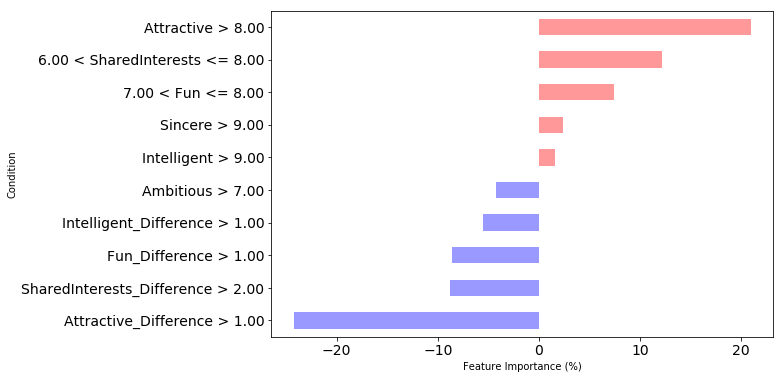 Attractive > 8.00
6.00 < SharedInterests <= 8.00
7.00 < Fun <= 8.00
Sincere > 9.00
Intelligent > 9.00
Ambitious > 7.00
Intelligent_Difference > 1.00
Fun_Difference > 1.00
SharedInterests_Difference > 2.00
Attractive_Difference > 1.00
Condition
−20 −10 0 10 20
Feature Importance (%)